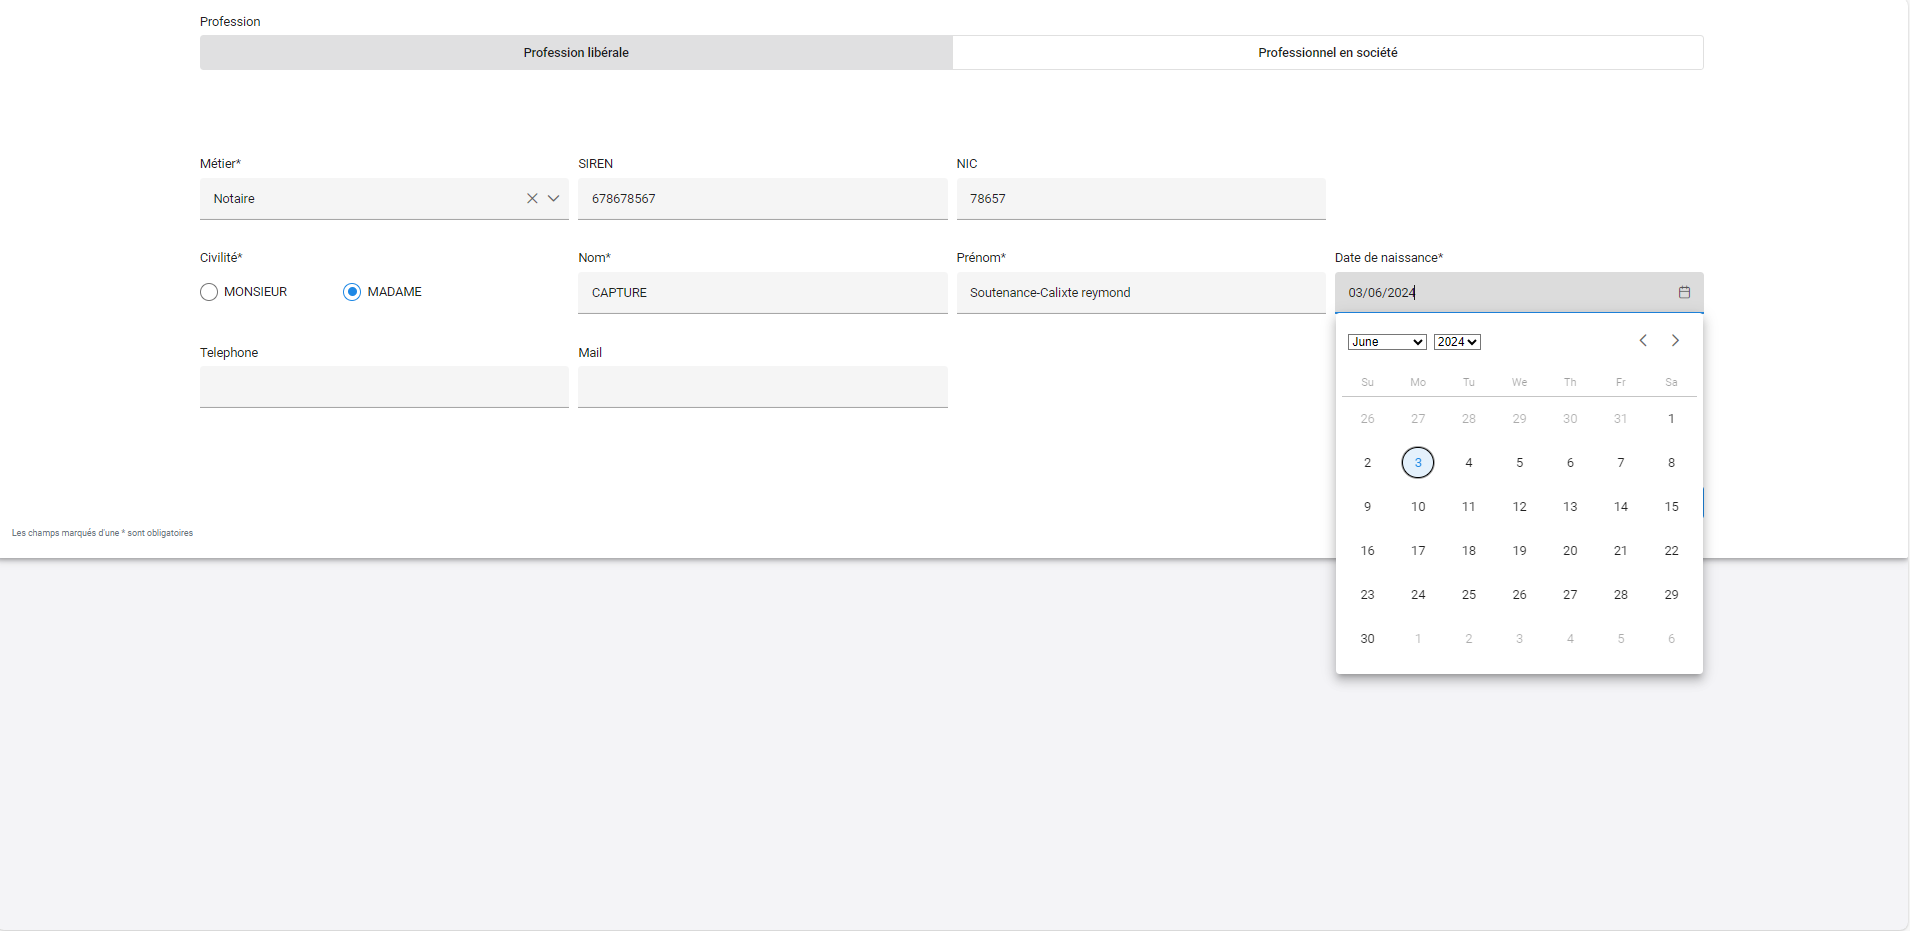 Profession
Profession libérale Professionnel en société
Métier* SIREN NIC
Notaire 678678567 78657
Civilité* Nom* Prénom* Date de naissance*
MONSIEUR MADAME CAPTURE Soutenance-Calixte reymond 03/06/2024
Telephone Mail
June 2024
Su Mo Tu We Th Fr Sa
26 27 28 29 30 31 1
2 3 4 5 6 7 8
9 10 11 12 13 14 15
16 17 18 19 20 21 22
23 24 25 26 27 28 29
30 1 2 3 4 5 6
Les champs marqués d'une * sont obligatoires